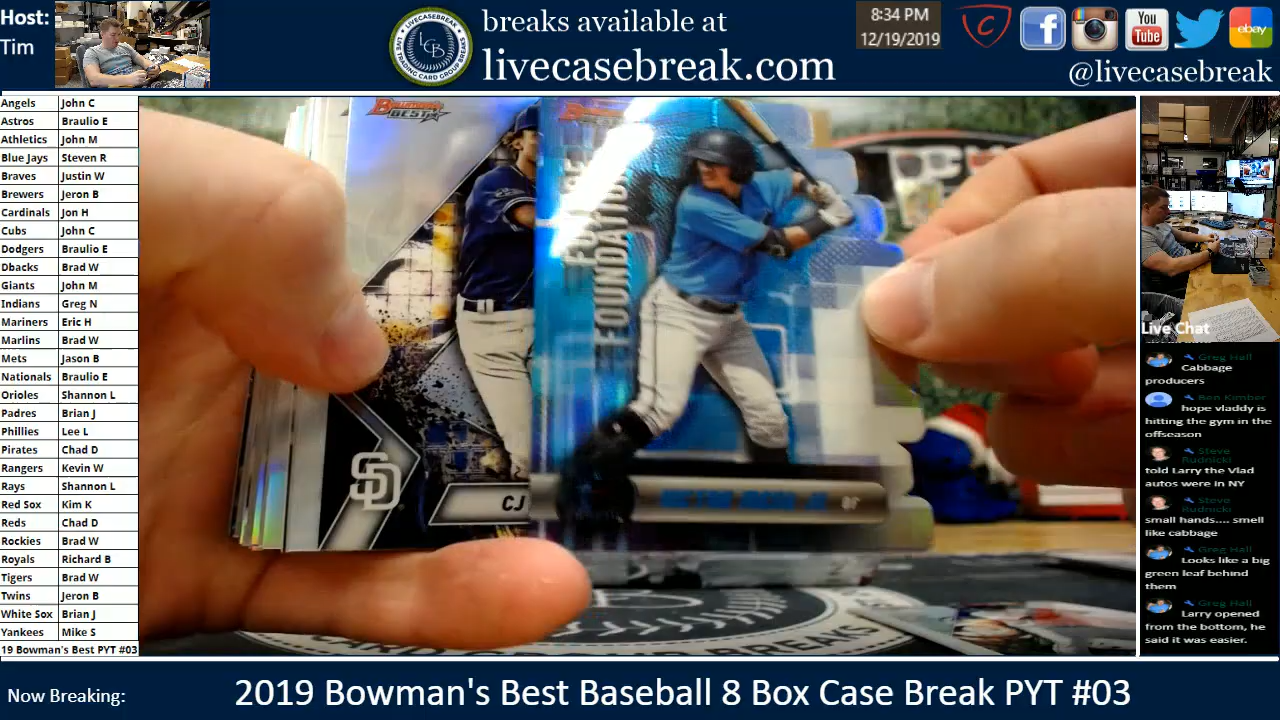 Host:
Tim
breaks available at
livecasebreak.com
LIVECASEBREAK
LCB
8:34 PM
12/19/2019
You
Tube
ebay
@livecasebreak
Angels John C
Astros Braulio E
Athletics John M
Blue Jays Steven R
Braves Justin W
Brewers Jeron B
Cardinals Jon H
Cubs John C
Dodgers Braulio E
Dbacks Brad W
Giants John M
Indians Greg N
Mariners Eric H
Marlins Brad W
Mets Jason B
Nationals Braulio E
Orioles Shannon L
Padres Brian J
Phillies Lee L
Pirates Chad D
Rangers Kevin W
Rays Shannon L
Red Sox Kim K
Reds Chad D
Rockies Brad W
Royals Richard B
Tigers Brad W
Twins Jeron B
White Sox Brian J
Yankees Mike S
19 Bowman's Best PYT #03
BEST
FOUNDATION
SD
CJ
Live Chat
Greg Hall
Cabbage
producers
Ben Kimber
hope vladdy is
hitting the gym in the
offseason
Steve
Rudnicki
told Larry the Vlad
autos were in NY
Steve
Rudnicki
small hands.... smell
like cabbage
Greg Hall
Looks like a big
green leaf behind
them
Greg Hall
Larry opened
from the bottom, he
said it was easier.
Now Breaking:
2019 Bowman's Best Baseball 8 Box Case Break PYT #03